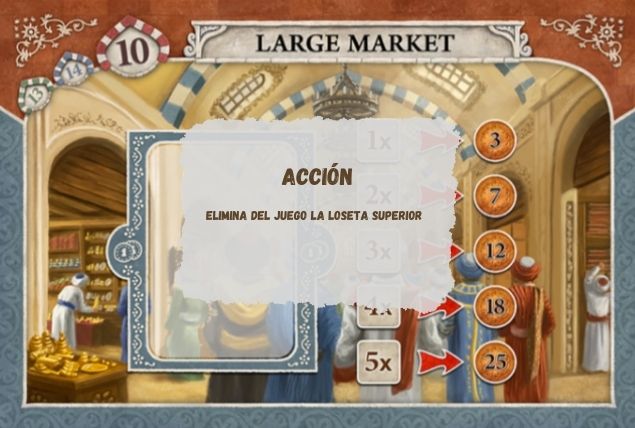 10
14
13
LARGE MARKET
1x 3
2x 7
3x 12
4x 18
5x 25
ACCIÓN
ELIMINA DEL JUEGO LA LOSETA SUPERIOR